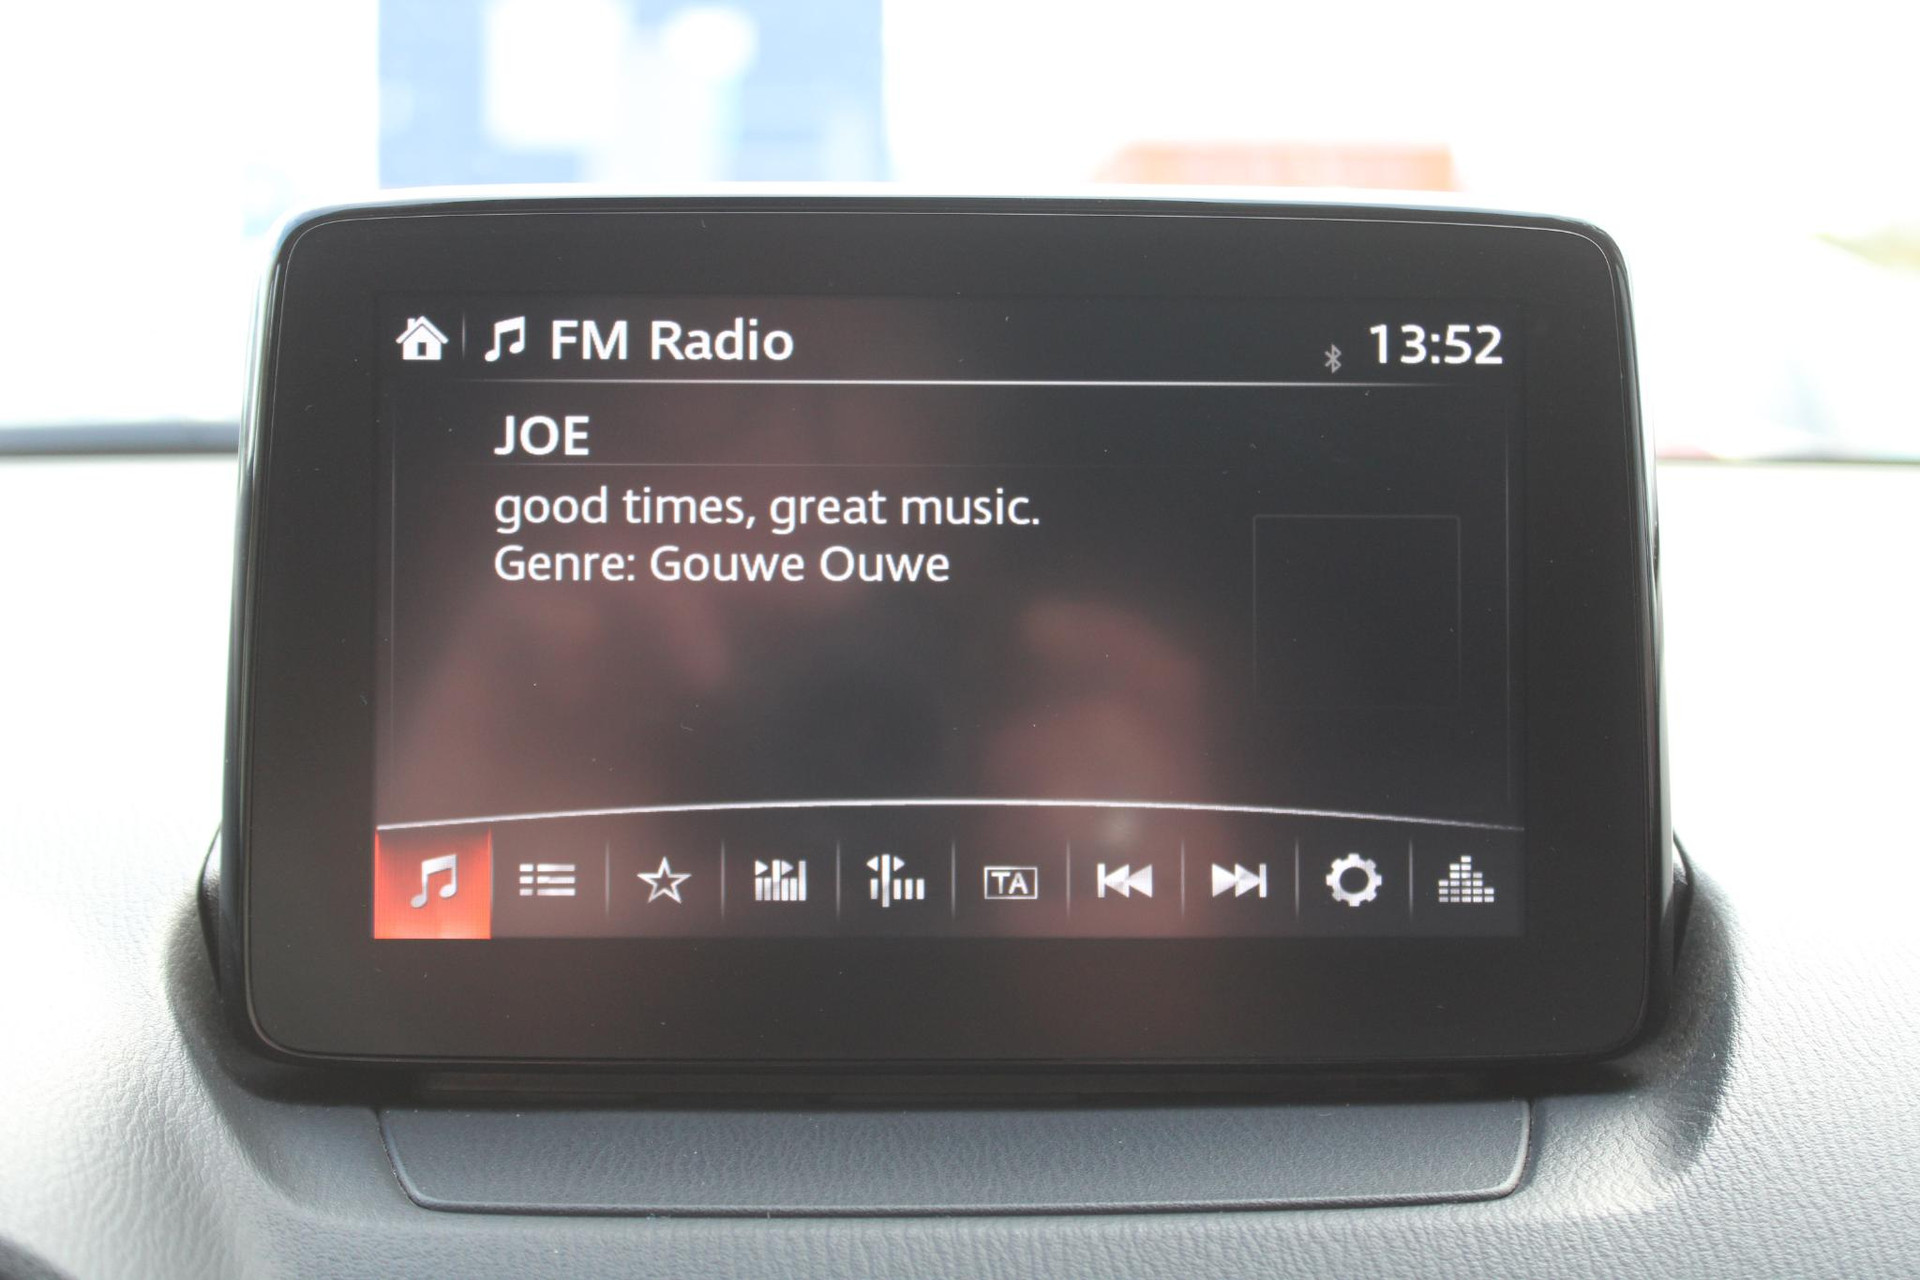 FM Radio 13:52
JOE
good times, great music.
Genre: Gouwe Ouwe
TA